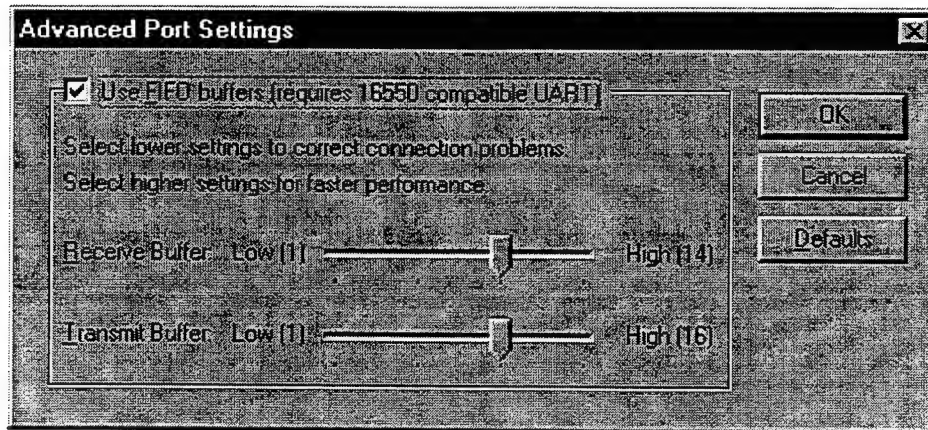 Advanced Port Settings
Use FIFO buffers (requires 16550 compatible UART)
OK
Select lower settings to correct connection problems.
Cancel
Select higher settings for faster performance.
Defaults
Receive Buffer: Low (1) High (14)
Transmit Buffer: Low (1) High (16)